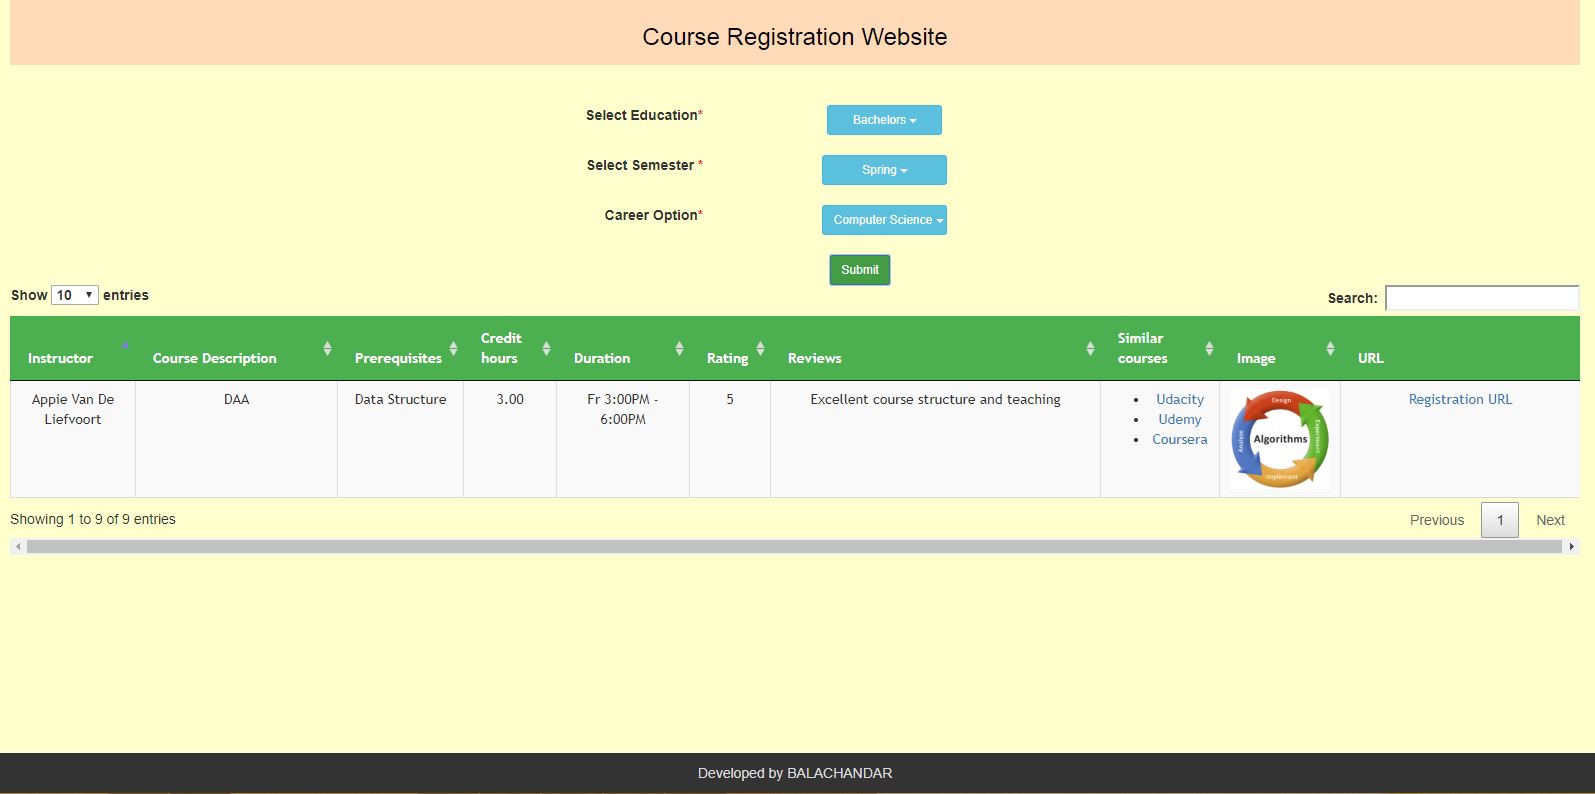 Course Registration Website
Select Education*
Bachelors
Select Semester *
Spring
Career Option*
Computer Science
Submit
Show 10 entries
Search:
Instructor
Course Description
Prerequisites
Credit
hours
Duration
Rating
Reviews
Similar
courses
Image
URL
Appie Van De
Liefvoort
DAA
Data Structure
3.00
Fr 3:00PM -
6:00PM
5
Excellent course structure and teaching
Udacity
Udemy
Coursera
Design
Experiment
Analyze
Algorithms
Implement
Registration URL
Showing 1 to 9 of 9 entries
Previous
1
Next
Developed by BALACHANDAR